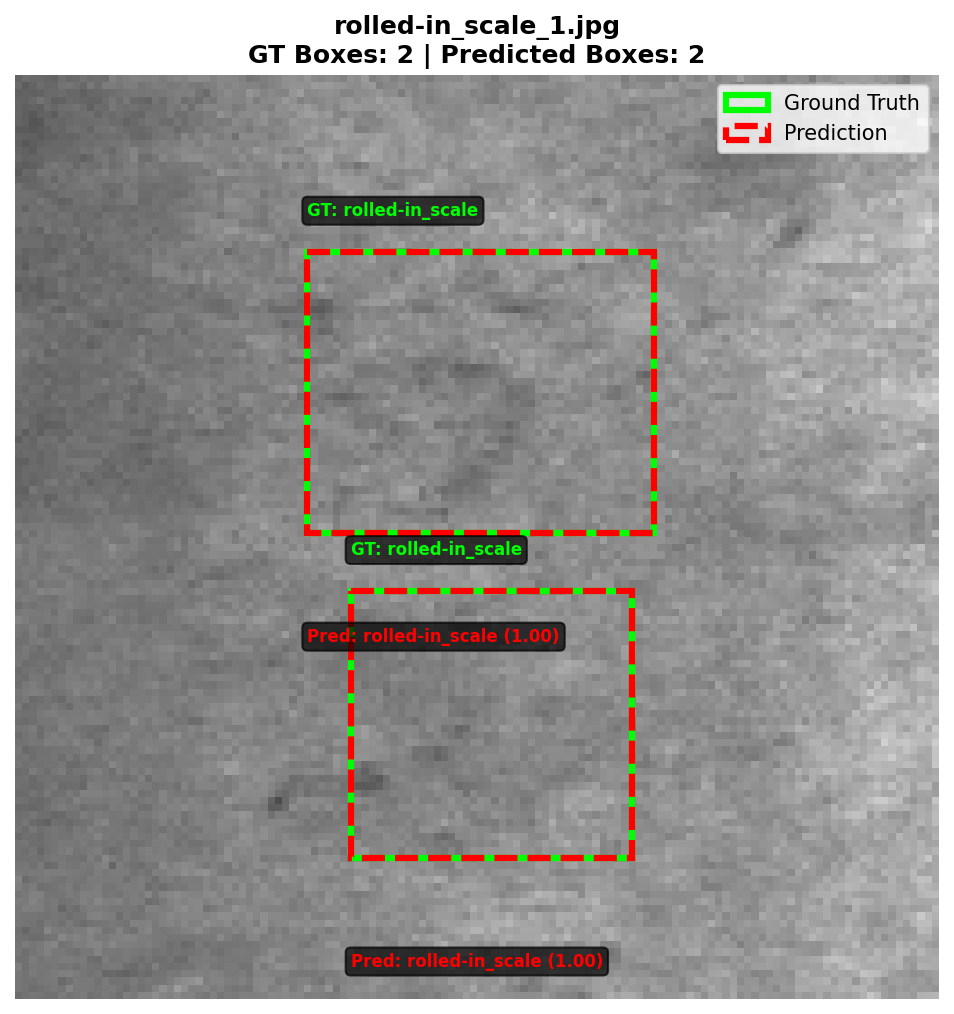 rolled-in_scale_1.jpg
GT Boxes: 2 | Predicted Boxes: 2
Ground Truth
Prediction
GT: rolled-in_scale
GT: rolled-in_scale
Pred: rolled-in_scale (1.00)
Pred: rolled-in_scale (1.00)